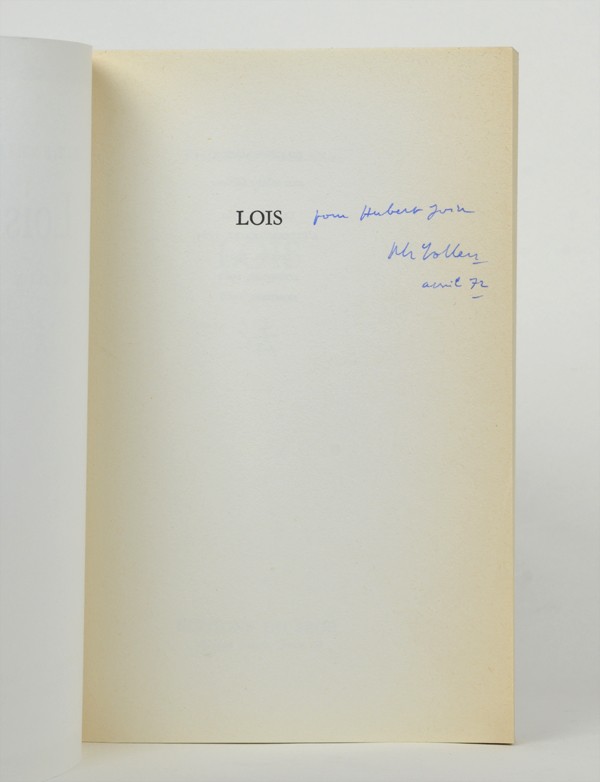 LOIS pour Hubert Juin
Ph Sollers
avril 72